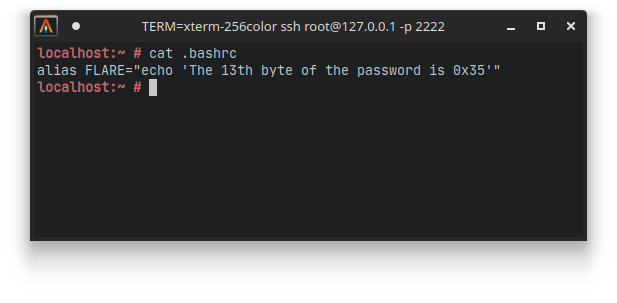 TERM=xterm-256color ssh root@127.0.0.1 -p 2222
localhost:~ # cat .bashrc
alias FLARE="echo 'The 13th byte of the password is 0x35'"
localhost:~ #